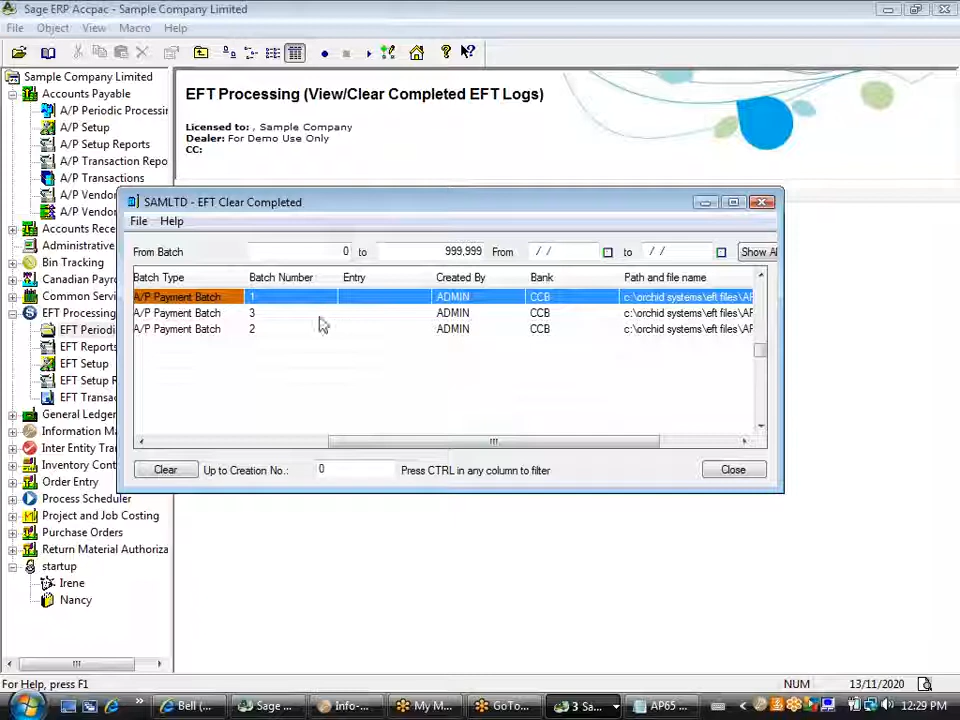 Sage ERP Accpac - Sample Company Limited
File Object View Macro Help
Sample Company Limited
Accounts Payable
A/P Periodic Processin
A/P Setup
A/P Setup Reports
A/P Transaction Repo
A/P Transactions
A/P Vendo
A/P Vendor
Accounts Rece
Administrative
Bin Tracking
Canadian Payro
Common Servi
EFT Processing
EFT Periodi
EFT Reports
EFT Setup
EFT Setup R
EFT Transac
General Ledger
Information Ma
Inter Entity Tra
Inventory Cont
Order Entry
Process Scheduler
Project and Job Costing
Purchase Orders
Return Material Authoriza
startup
Irene
Nancy
EFT Processing (View/Clear Completed EFT Logs)
Licensed to: , Sample Company
Dealer: For Demo Use Only
CC:
SAMLTD - EFT Clear Completed
File Help
From Batch 0 to 999,999 From / / to / / Show Al
Batch Type Batch Number Entry Created By Bank Path and file name
A/P Payment Batch 1 ADMIN CCB c:\orchid systems\eft files\AF
A/P Payment Batch 3 ADMIN CCB c:\orchid systems\eft files\AF
A/P Payment Batch 2 ADMIN CCB c:\orchid systems\eft files\AF
Clear Up to Creation No.: 0 Press CTRL in any column to filter Close
For Help, press F1 NUM 13/11/2020
Bell (... Sage ... Info-... My M... GoTo... 3 Sa... AP65 ... 12:29 PM